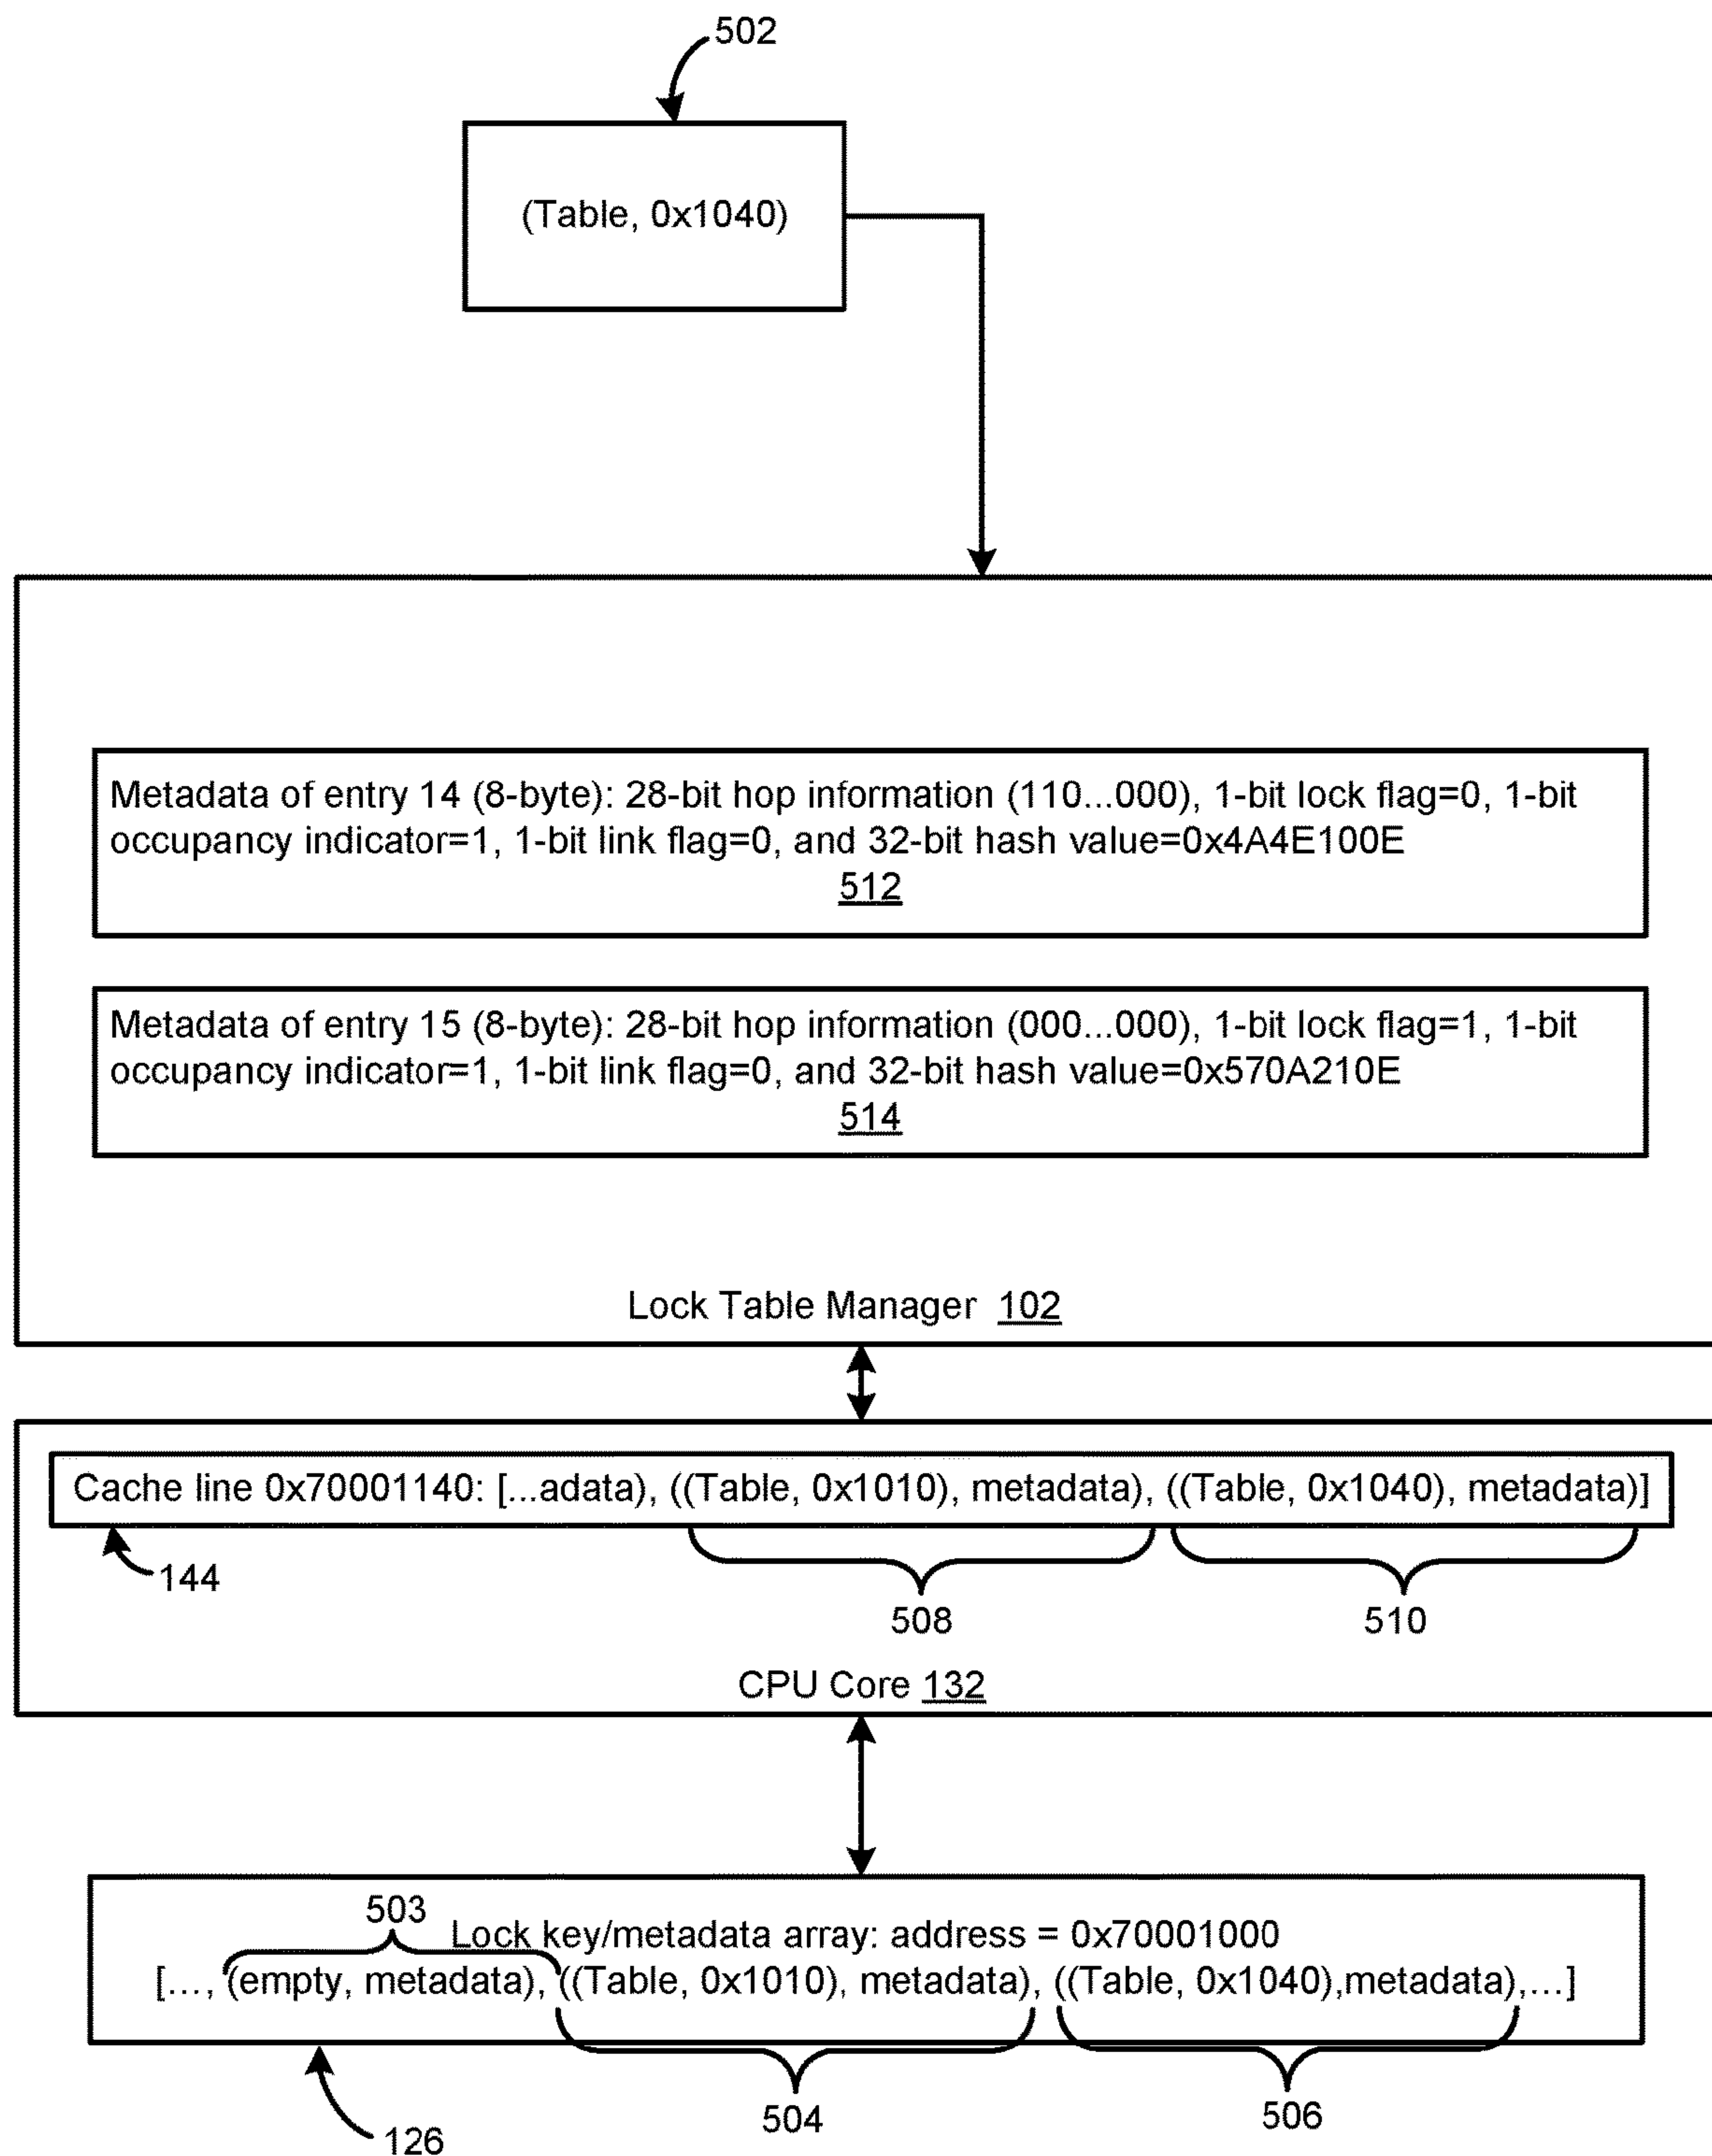 502
(Table, 0x1040)
Metadata of entry 14 (8-byte): 28-bit hop information (110...000), 1-bit lock flag=0, 1-bit
occupancy indicator=1, 1-bit link flag=0, and 32-bit hash value=0x4A4E100E
512
Metadata of entry 15 (8-byte): 28-bit hop information (000...000), 1-bit lock flag=1, 1-bit
occupancy indicator=1, 1-bit link flag=0, and 32-bit hash value=0x570A210E
514
Lock Table Manager 102
Cache line 0x70001140: [...adata), ((Table, 0x1010), metadata), ((Table, 0x1040), metadata)]
144
508
510
CPU Core 132
503
Lock key/metadata array: address = 0x70001000
[..., (empty, metadata), ((Table, 0x1010), metadata), ((Table, 0x1040),metadata),...]
504
506
126